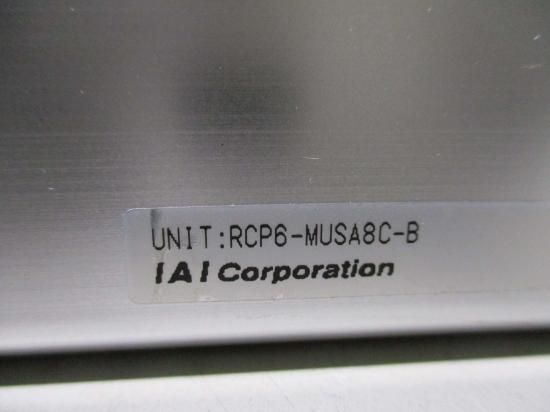 UNIT:RCP6-MUSA8C-B
IAI Corporation